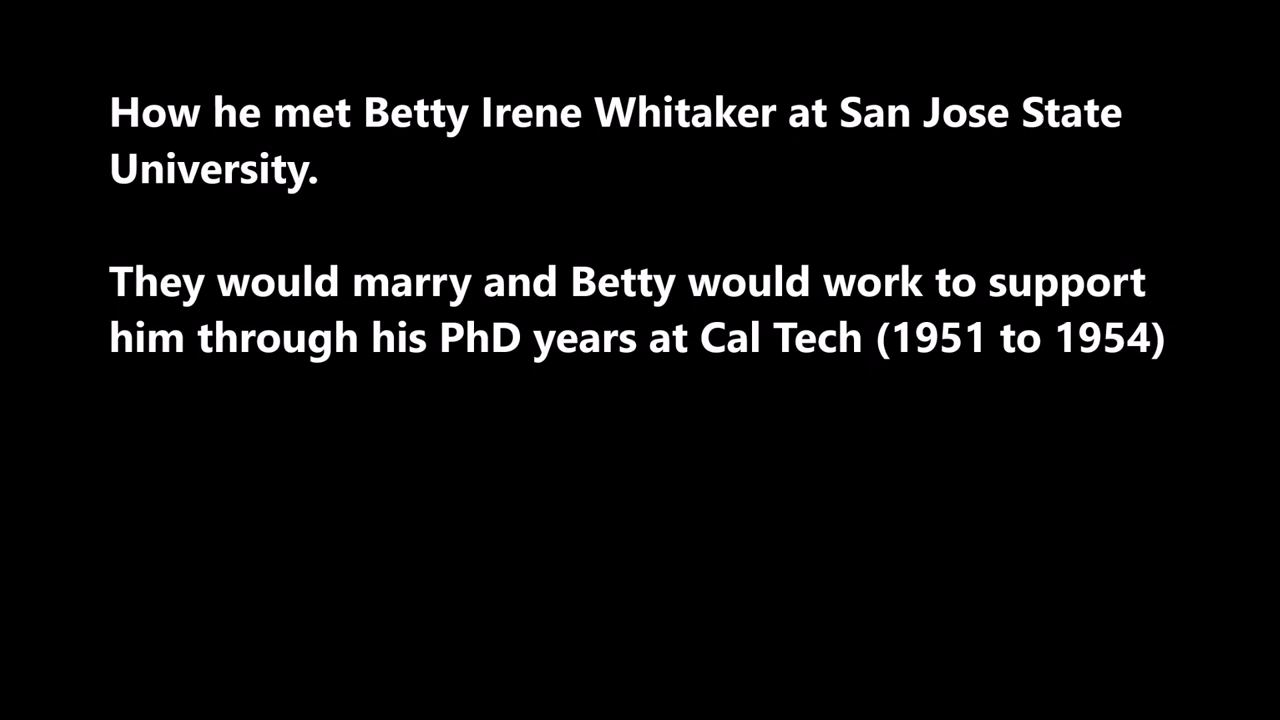 How he met Betty Irene Whitaker at San Jose State
University.
They would marry and Betty would work to support
him through his PhD years at Cal Tech (1951 to 1954)